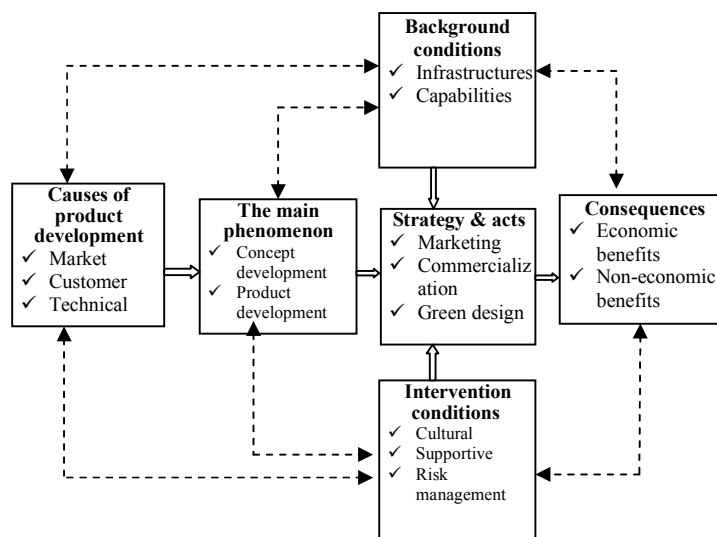 Background
conditions
✓ Infrastructures
✓ Capabilities
Causes of
product
development
✓ Market
✓ Customer
✓ Technical
The main
phenomenon
✓ Concept
development
✓ Product
development
Strategy & acts
✓ Marketing
✓ Commercializ
ation
✓ Green design
Consequences
✓ Economic
benefits
✓ Non-economic
benefits
Intervention
conditions
✓ Cultural
✓ Supportive
✓ Risk
management